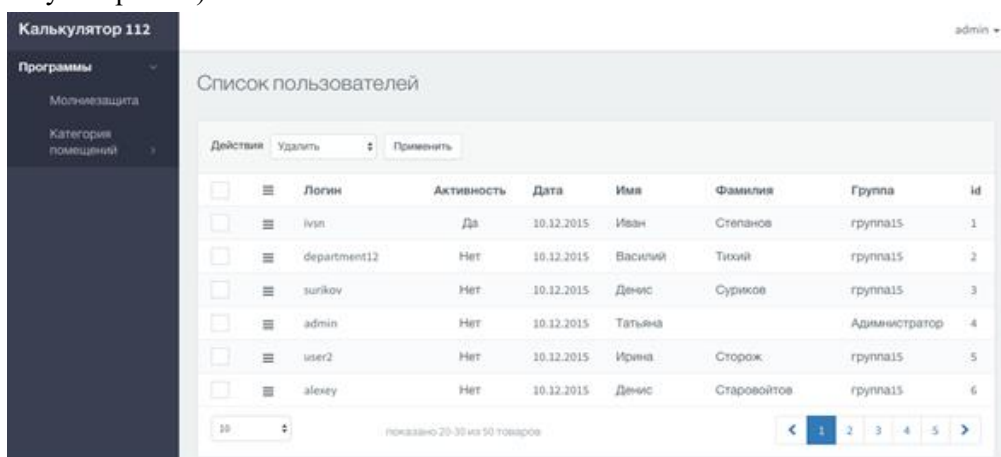 Калькулятор 112
admin
Программы
Молниезащита
Категория
помещений
Список пользователей
Действия Удалить Применить
Логин Активность Дата Имя Фамилия Группа id
ivsn Да 10.12.2015 Иван Степанов группа15 1
department12 Нет 10.12.2015 Василий Тихий группа15 2
surikov Нет 10.12.2015 Денис Суриков группа15 3
admin Нет 10.12.2015 Татьяна Адимнистратор 4
user2 Нет 10.12.2015 Ирина Сторож группа15 5
alexey Нет 10.12.2015 Денис Старовойтов группа15 6
10 показано 20-30 из 50 товаров 1 2 3 4 5